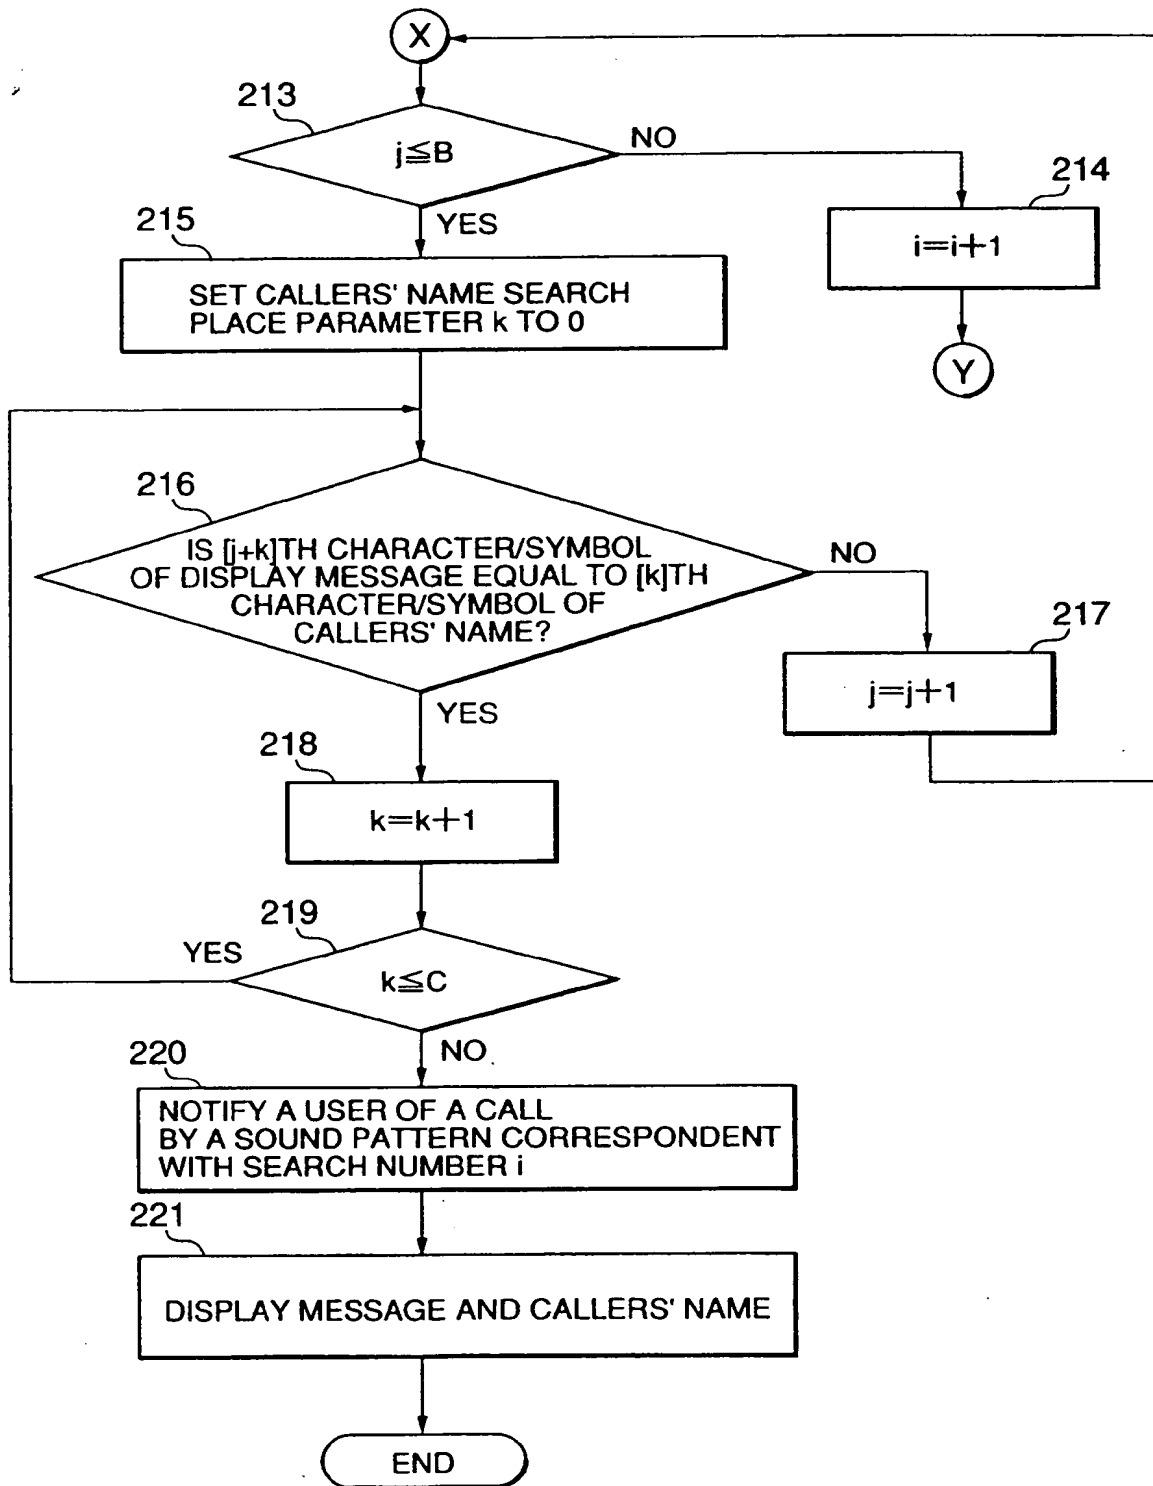 X
213
j≦B
NO
214
i=i+1
YES
215
SET CALLERS' NAME SEARCH
PLACE PARAMETER k TO 0
Y
216
IS [j+k]TH CHARACTER/SYMBOL
OF DISPLAY MESSAGE EQUAL TO [k]TH
CHARACTER/SYMBOL OF
CALLERS' NAME?
NO
217
j=j+1
YES
218
k=k+1
219
YES
k≦C
NO
220
NOTIFY A USER OF A CALL
BY A SOUND PATTERN CORRESPONDENT
WITH SEARCH NUMBER i
221
DISPLAY MESSAGE AND CALLERS' NAME
END